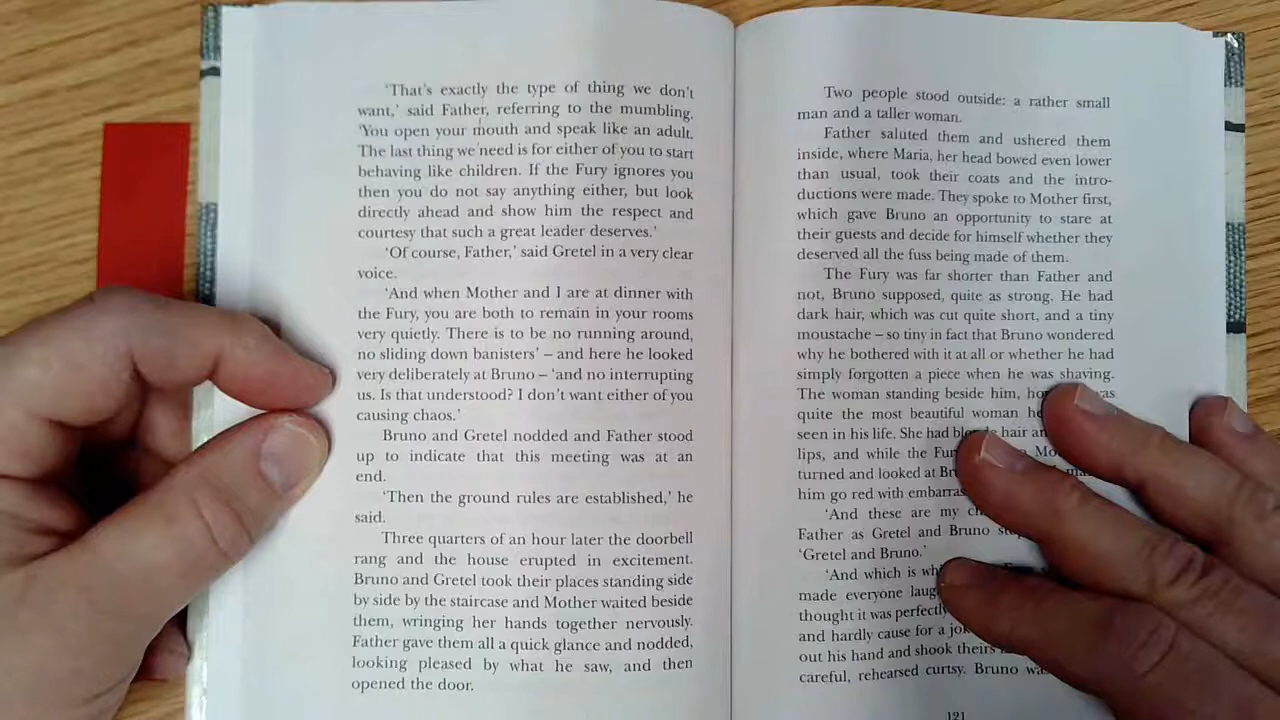 ‘That’s exactly the type of thing we don’t
want,’ said Father, referring to the mumbling.
‘You open your mouth and speak like an adult.
The last thing we need is for either of you to start
behaving like children. If the Fury ignores you
then you do not say anything either, but look
directly ahead and show him the respect and
courtesy that such a great leader deserves.’
‘Of course, Father,’ said Gretel in a very clear
voice.
‘And when Mother and I are at dinner with
the Fury, you are both to remain in your rooms
very quietly. There is to be no running around,
no sliding down banisters’ – and here he looked
very deliberately at Bruno – ‘and no interrupting
us. Is that understood? I don’t want either of you
causing chaos.’
Bruno and Gretel nodded and Father stood
up to indicate that this meeting was at an
end.
‘Then the ground rules are established,’ he
said.
Three quarters of an hour later the doorbell
rang and the house erupted in excitement.
Bruno and Gretel took their places standing side
by side by the staircase and Mother waited beside
them, wringing her hands together nervously.
Father gave them all a quick glance and nodded,
looking pleased by what he saw, and then
opened the door.
Two people stood outside: a rather small
man and a taller woman.
Father saluted them and ushered them
inside, where Maria, her head bowed even lower
than usual, took their coats and the intro-
ductions were made. They spoke to Mother first,
which gave Bruno an opportunity to stare at
their guests and decide for himself whether they
deserved all the fuss being made of them.
The Fury was far shorter than Father and
not, Bruno supposed, quite as strong. He had
dark hair, which was cut quite short, and a tiny
moustache – so tiny in fact that Bruno wondered
why he bothered with it at all or whether he had
simply forgotten a piece when he was shaving.
The woman standing beside him,
quite the most beautiful woman
seen in his life. She had hair
lips, and while the
turned and looked at
him go red with
‘And these are my
Father as Gretel and Bruno
‘Gretel and Bruno.’
‘And which is
made everyone
thought it was perfectly
and hardly cause for a
out his hand and shook theirs
careful, rehearsed curtsy. Bruno
121